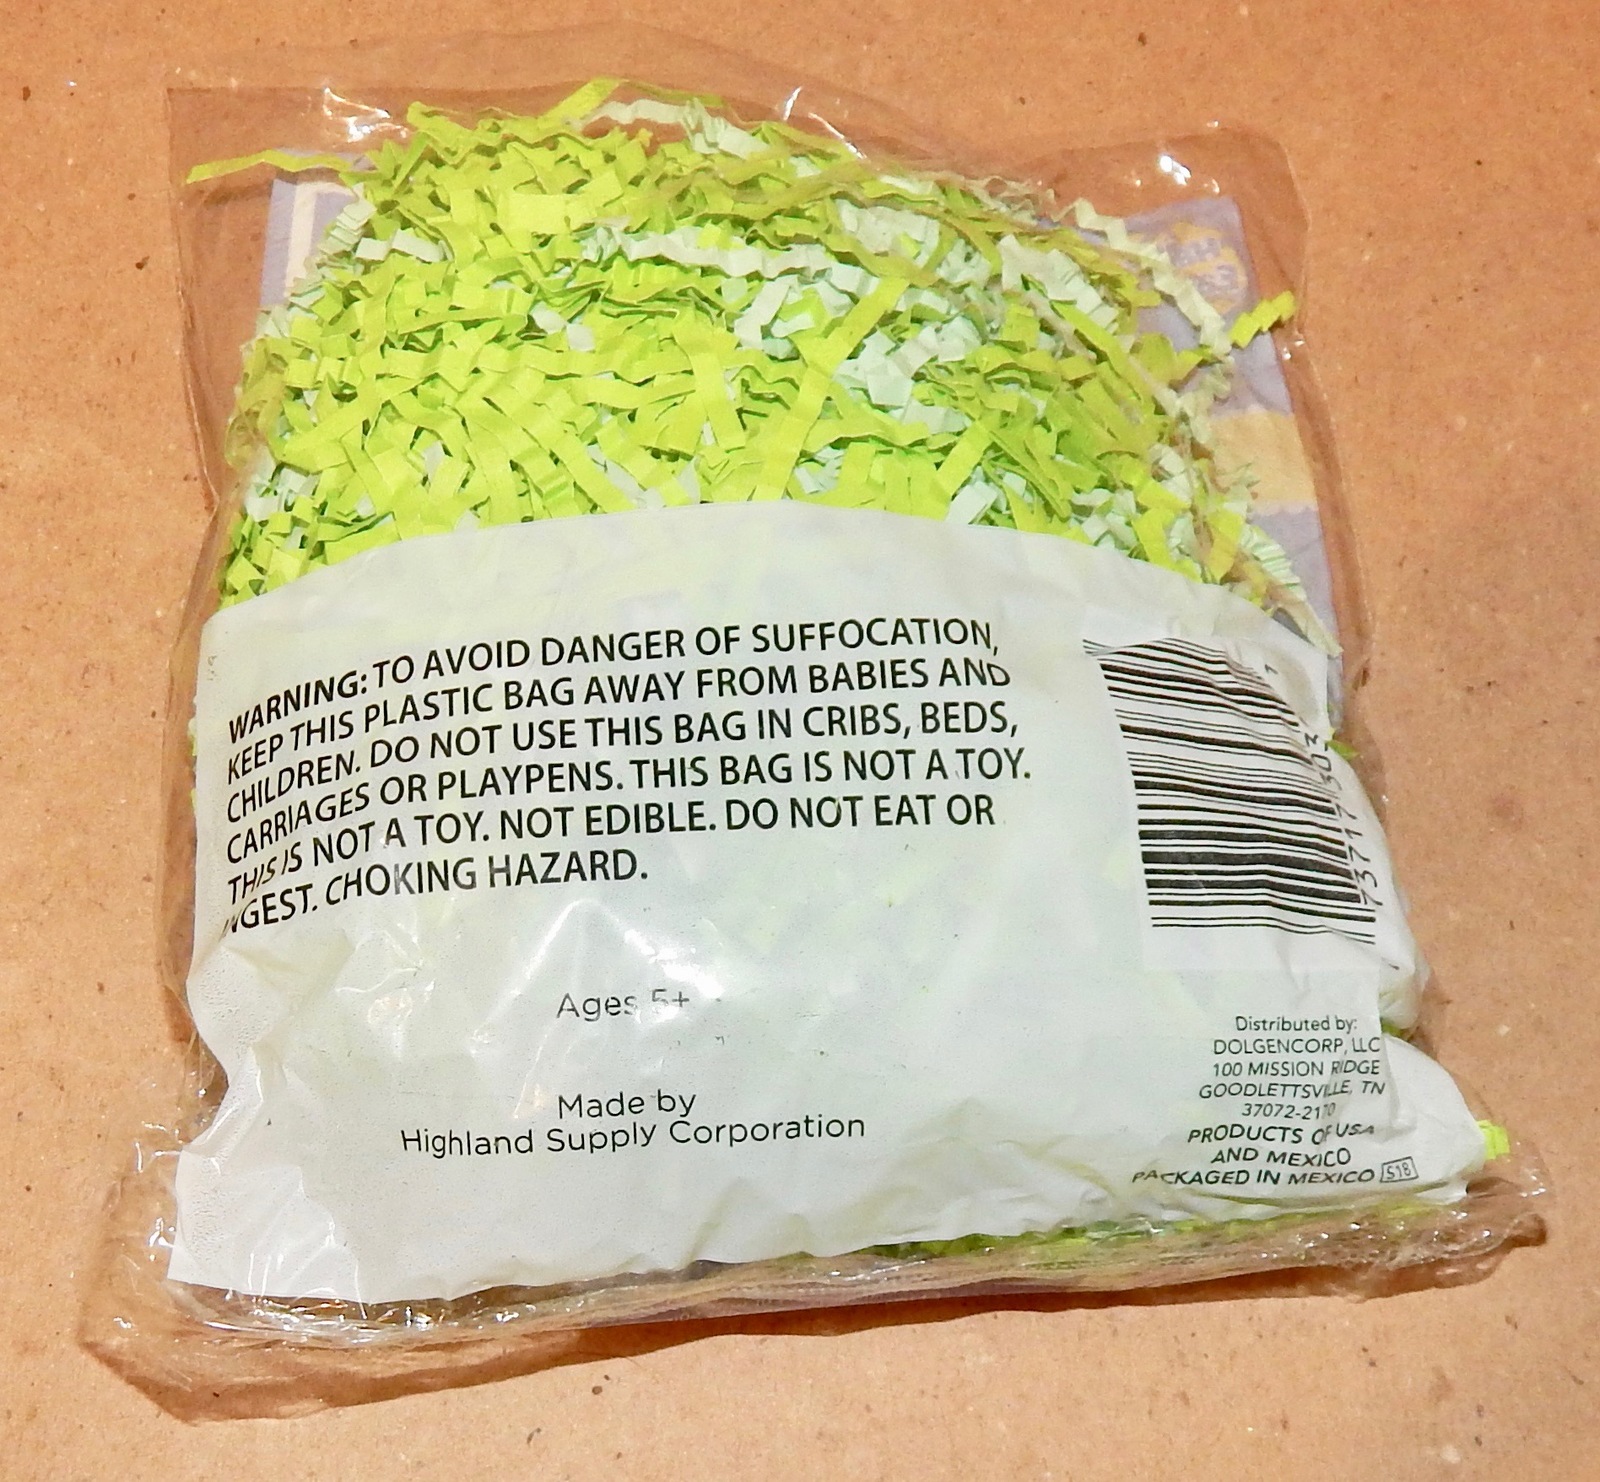 WARNING: TO AVOID DANGER OF SUFFOCATION,
KEEP THIS PLASTIC BAG AWAY FROM BABIES AND
CHILDREN. DO NOT USE THIS BAG IN CRIBS, BEDS,
CARRIAGES OR PLAYPENS. THIS BAG IS NOT A TOY.
THIS IS NOT A TOY. NOT EDIBLE. DO NOT EAT OR
INGEST. CHOKING HAZARD.
Ages 5+
Made by
Highland Supply Corporation
Distributed by:
DOLGENCORP, LLC
100 MISSION RIDGE
GOODLETTSVILLE, TN
37072-2170
PRODUCTS OF USA
AND MEXICO
PACKAGED IN MEXICO S18